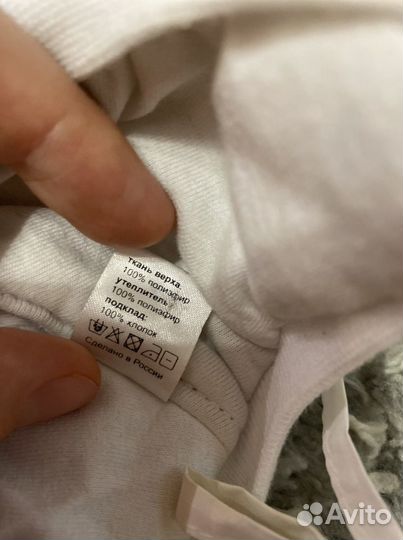 ткань верха:
100% полиэфир
утеплитель:
100% полиэфир
подклад:
100% хлопок
Сделано в России
Avito